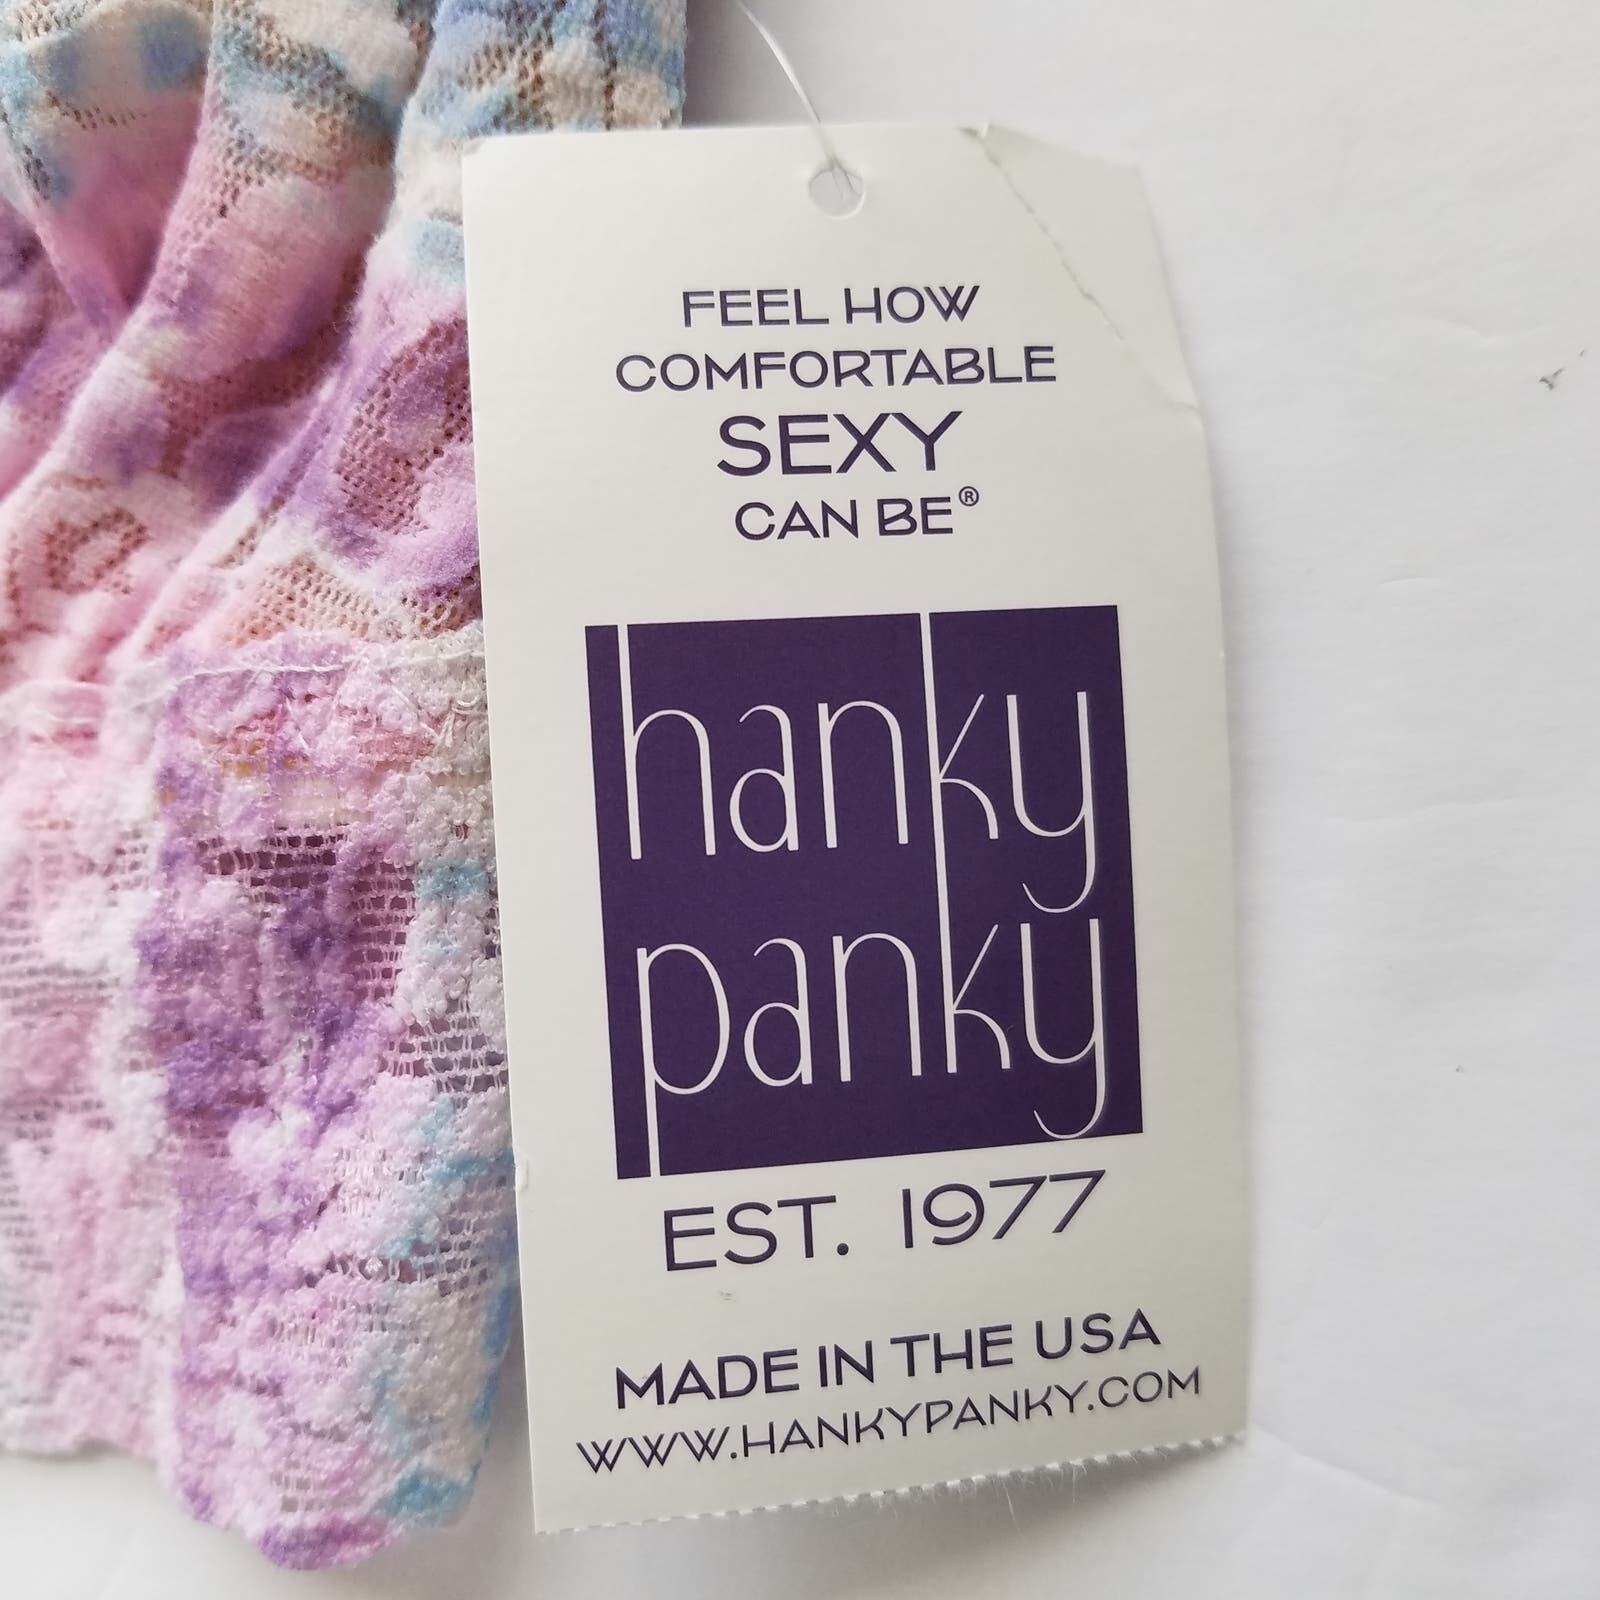 FEEL HOW
COMFORTABLE
SEXY
CAN BE®
hanky
panky
EST. 1977
MADE IN THE USA
WWW.HANKYPANKY.COM